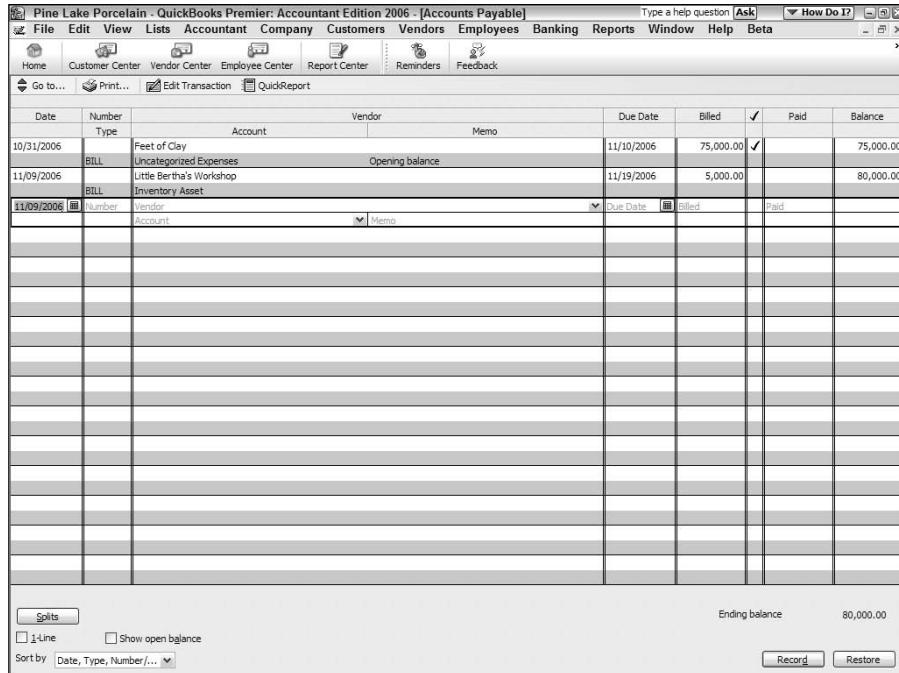 Pine Lake Porcelain - QuickBooks Premier: Accountant Edition 2006 - [Accounts Payable] Type a help question Ask How Do I?
File Edit View Lists Accountant Company Customers Vendors Employees Banking Reports Window Help Beta
Home Customer Center Vendor Center Employee Center Report Center Reminders Feedback
Go to... Print... Edit Transaction QuickReport
Date Number Vendor Due Date Billed ✓ Paid Balance
Type Account Memo
10/31/2006 Feet of Clay 11/10/2006 75,000.00 ✓ 75,000.00
BILL Uncategorized Expenses Opening balance
11/09/2006 Little Bertha's Workshop 11/19/2006 5,000.00 80,000.00
BILL Inventory Asset
11/09/2006 Number Vendor Due Date Billed Paid
Account Memo
Splits Ending balance 80,000.00
1-Line Show open balance
Sort by Date, Type, Number/... Record Restore